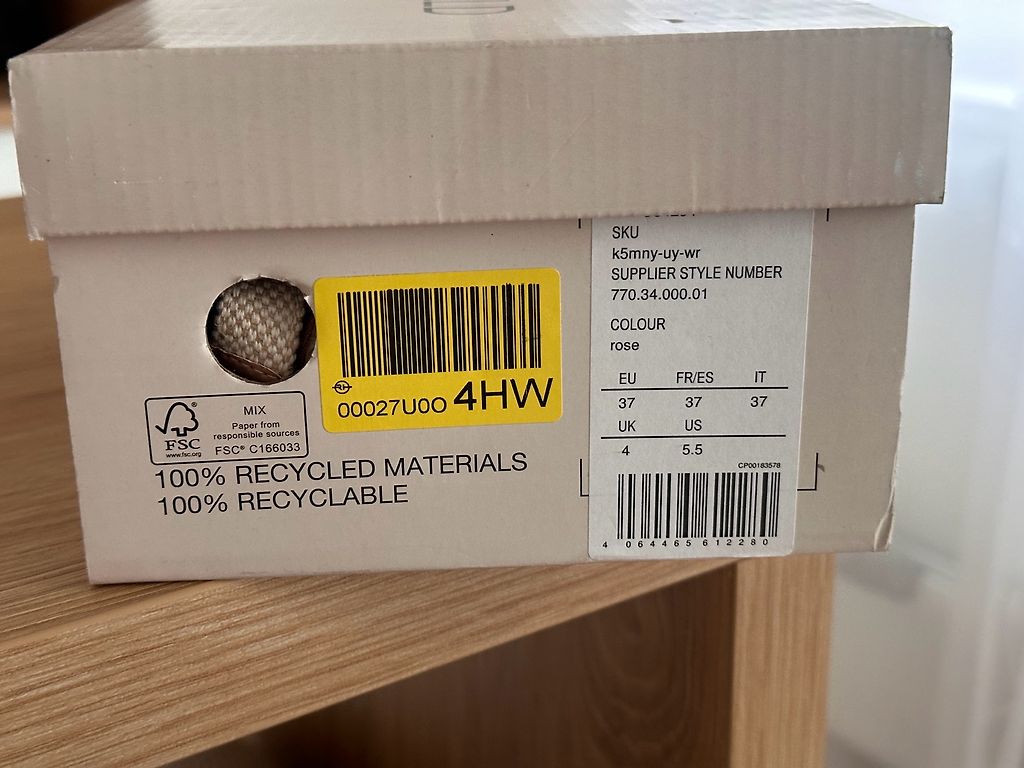 00027U0O 4HW
FSC®
www.fsc.org
MIX
Paper from
responsible sources
FSC® C166033
100% RECYCLED MATERIALS
100% RECYCLABLE
SKU
k5mny-uy-wr
SUPPLIER STYLE NUMBER
770.34.000.01
COLOUR
rose
EU FR/ES IT
37 37 37
UK US
4 5.5
CP00183578
4 064465 612280